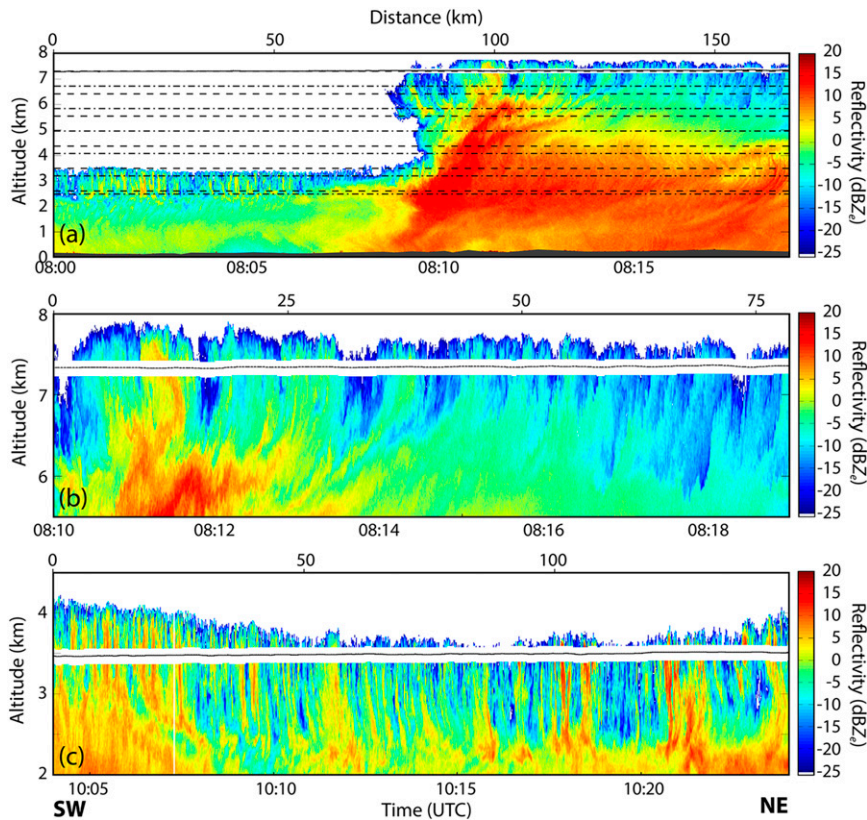 Distance (km)
0 50 100 150
8 7 6 5 4 3 2 1 0
Altitude (km)
(a)
08:00 08:05 08:10 08:15
20 15 10 5 0 -5 -10 -15 -20 -25
Reflectivity (dBZe)
0 25 50 75
8 7 6
Altitude (km)
(b)
08:10 08:12 08:14 08:16 08:18
20 15 10 5 0 -5 -10 -15 -20 -25
Reflectivity (dBZe)
0 50 100
4 3 2
Altitude (km)
(c)
10:05 10:10 10:15 10:20
20 15 10 5 0 -5 -10 -15 -20 -25
Reflectivity (dBZe)
SW Time (UTC) NE